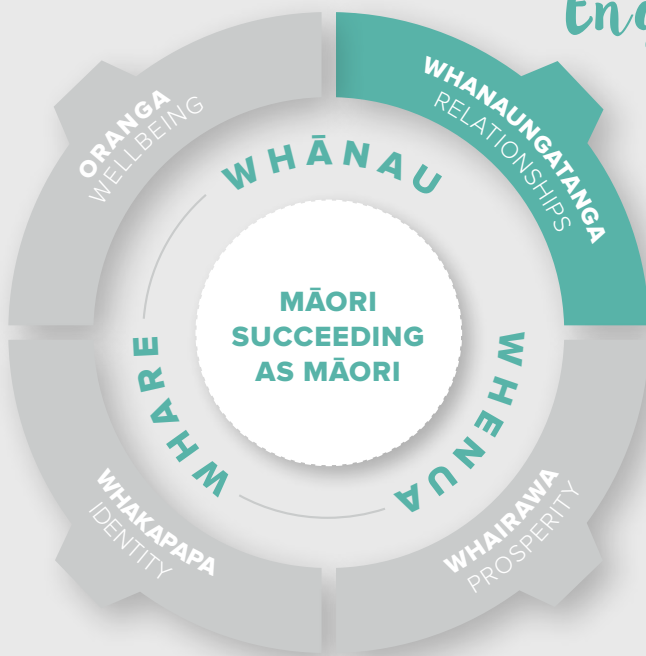 ORANGA
WELLBEING
WHANAUNGATANGA
RELATIONSHIPS
WHĀNAU
MĀORI
SUCCEEDING
AS MĀORI
WHARE
WHENUA
WHAKAPAPA
IDENTITY
WHAIRAWA
PROSPERITY